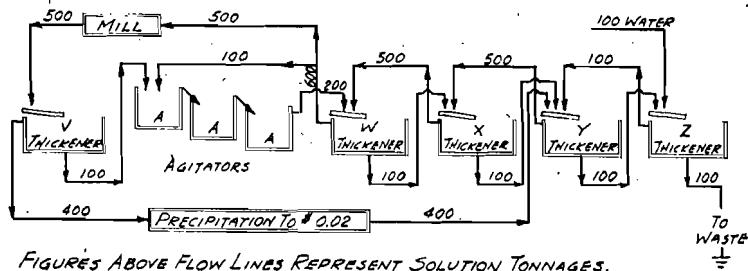 500 MILL 500 500 500 100 100 WATER
100 600 200
V W X Y Z
THICKENER A A A THICKENER THICKENER THICKENER THICKENER
AGITATORS
100 100 100 100 100
400 PRECIPITATION TO $ 0.02 400
TO
WASTE
FIGURES ABOVE FLOW LINES REPRESENT SOLUTION TONNAGES.